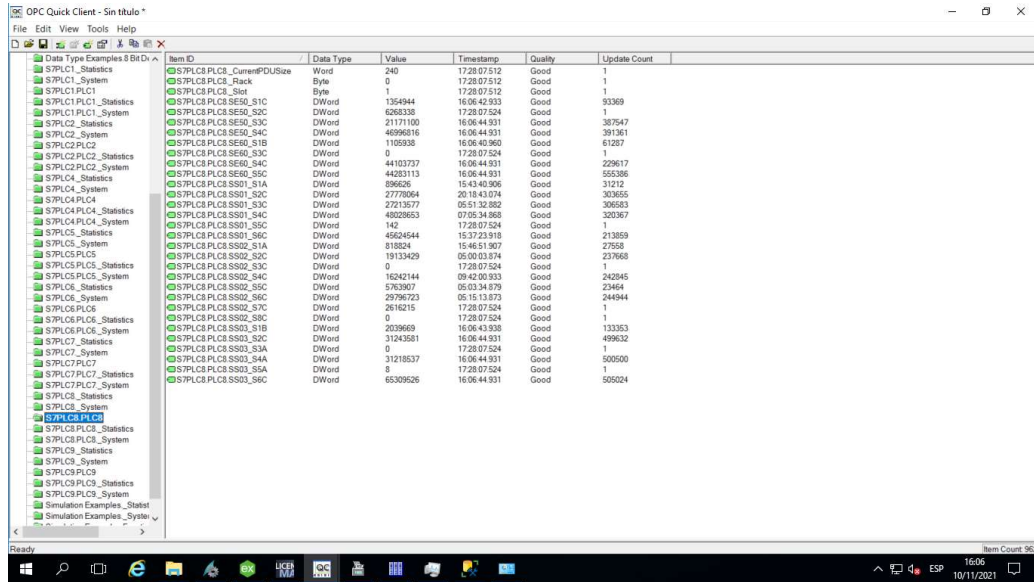 OPC Quick Client - Sin título *
File Edit View Tools Help
Item ID / Data Type Value Timestamp Quality Update Count
S7PLC8.PLC8._CurrentPDUSize Word 240 17:28:07.512 Good 1
S7PLC8.PLC8._Rack Byte 0 17:28:07.512 Good 1
S7PLC8.PLC8._Slot Byte 1 17:28:07.512 Good 1
S7PLC8.PLC8.SE50_S1C DWord 1354944 16:06:42.933 Good 93369
S7PLC8.PLC8.SE50_S2C DWord 6268338 17:28:07.524 Good 1
S7PLC8.PLC8.SE50_S3C DWord 21171100 16:06:44.931 Good 387547
S7PLC8.PLC8.SE50_S4C DWord 46996816 16:06:44.931 Good 391361
S7PLC8.PLC8.SE60_S1B DWord 1105938 16:06:40.960 Good 61287
S7PLC8.PLC8.SE60_S3C DWord 0 17:28:07.524 Good 1
S7PLC8.PLC8.SE60_S4C DWord 44103737 16:06:44.931 Good 229617
S7PLC8.PLC8.SE60_S5C DWord 44283113 16:06:44.931 Good 555386
S7PLC8.PLC8.SS01_S1A DWord 896626 15:43:40.906 Good 31212
S7PLC8.PLC8.SS01_S2C DWord 27778064 20:18:43.074 Good 303655
S7PLC8.PLC8.SS01_S3C DWord 27213577 05:51:32.882 Good 306583
S7PLC8.PLC8.SS01_S4C DWord 48028653 07:05:34.868 Good 320367
S7PLC8.PLC8.SS01_S5C DWord 142 17:28:07.524 Good 1
S7PLC8.PLC8.SS01_S6C DWord 45624544 15:37:23.918 Good 213859
S7PLC8.PLC8.SS02_S1A DWord 818824 15:46:51.907 Good 27558
S7PLC8.PLC8.SS02_S2C DWord 19133429 05:00:03.874 Good 237668
S7PLC8.PLC8.SS02_S3C DWord 0 17:28:07.524 Good 1
S7PLC8.PLC8.SS02_S4C DWord 16242144 09:42:00.933 Good 242845
S7PLC8.PLC8.SS02_S5C DWord 5763907 05:03:34.879 Good 23464
S7PLC8.PLC8.SS02_S6C DWord 29796723 05:15:13.873 Good 244944
S7PLC8.PLC8.SS02_S7C DWord 2616215 17:28:07.524 Good 1
S7PLC8.PLC8.SS02_S8C DWord 0 17:28:07.524 Good 1
S7PLC8.PLC8.SS03_S1B DWord 2039669 16:06:43.938 Good 133353
S7PLC8.PLC8.SS03_S2C DWord 31243581 16:06:44.931 Good 499632
S7PLC8.PLC8.SS03_S3A DWord 0 17:28:07.524 Good 1
S7PLC8.PLC8.SS03_S4A DWord 31218537 16:06:44.931 Good 500500
S7PLC8.PLC8.SS03_S5A DWord 8 17:28:07.524 Good 1
S7PLC8.PLC8.SS03_S6C DWord 65309526 16:06:44.931 Good 505024
Data Type Examples.8 Bit De
S7PLC1._Statistics
S7PLC1._System
S7PLC1.PLC1
S7PLC1.PLC1._Statistics
S7PLC1.PLC1._System
S7PLC2._Statistics
S7PLC2._System
S7PLC2.PLC2
S7PLC2.PLC2._Statistics
S7PLC2.PLC2._System
S7PLC4._Statistics
S7PLC4._System
S7PLC4.PLC4
S7PLC4.PLC4._Statistics
S7PLC4.PLC4._System
S7PLC5._Statistics
S7PLC5._System
S7PLC5.PLC5
S7PLC5.PLC5._Statistics
S7PLC5.PLC5._System
S7PLC6._Statistics
S7PLC6._System
S7PLC6.PLC6
S7PLC6.PLC6._Statistics
S7PLC6.PLC6._System
S7PLC7._Statistics
S7PLC7._System
S7PLC7.PLC7
S7PLC7.PLC7._Statistics
S7PLC7.PLC7._System
S7PLC8._Statistics
S7PLC8._System
S7PLC8.PLC8
S7PLC8.PLC8._Statistics
S7PLC8.PLC8._System
S7PLC9._Statistics
S7PLC9._System
S7PLC9.PLC9
S7PLC9.PLC9._Statistics
S7PLC9.PLC9._System
Simulation Examples._Statist
Simulation Examples._System
Ready
Item Count: 96
ex
LICEN
QC
ESP
16:06
10/11/2021